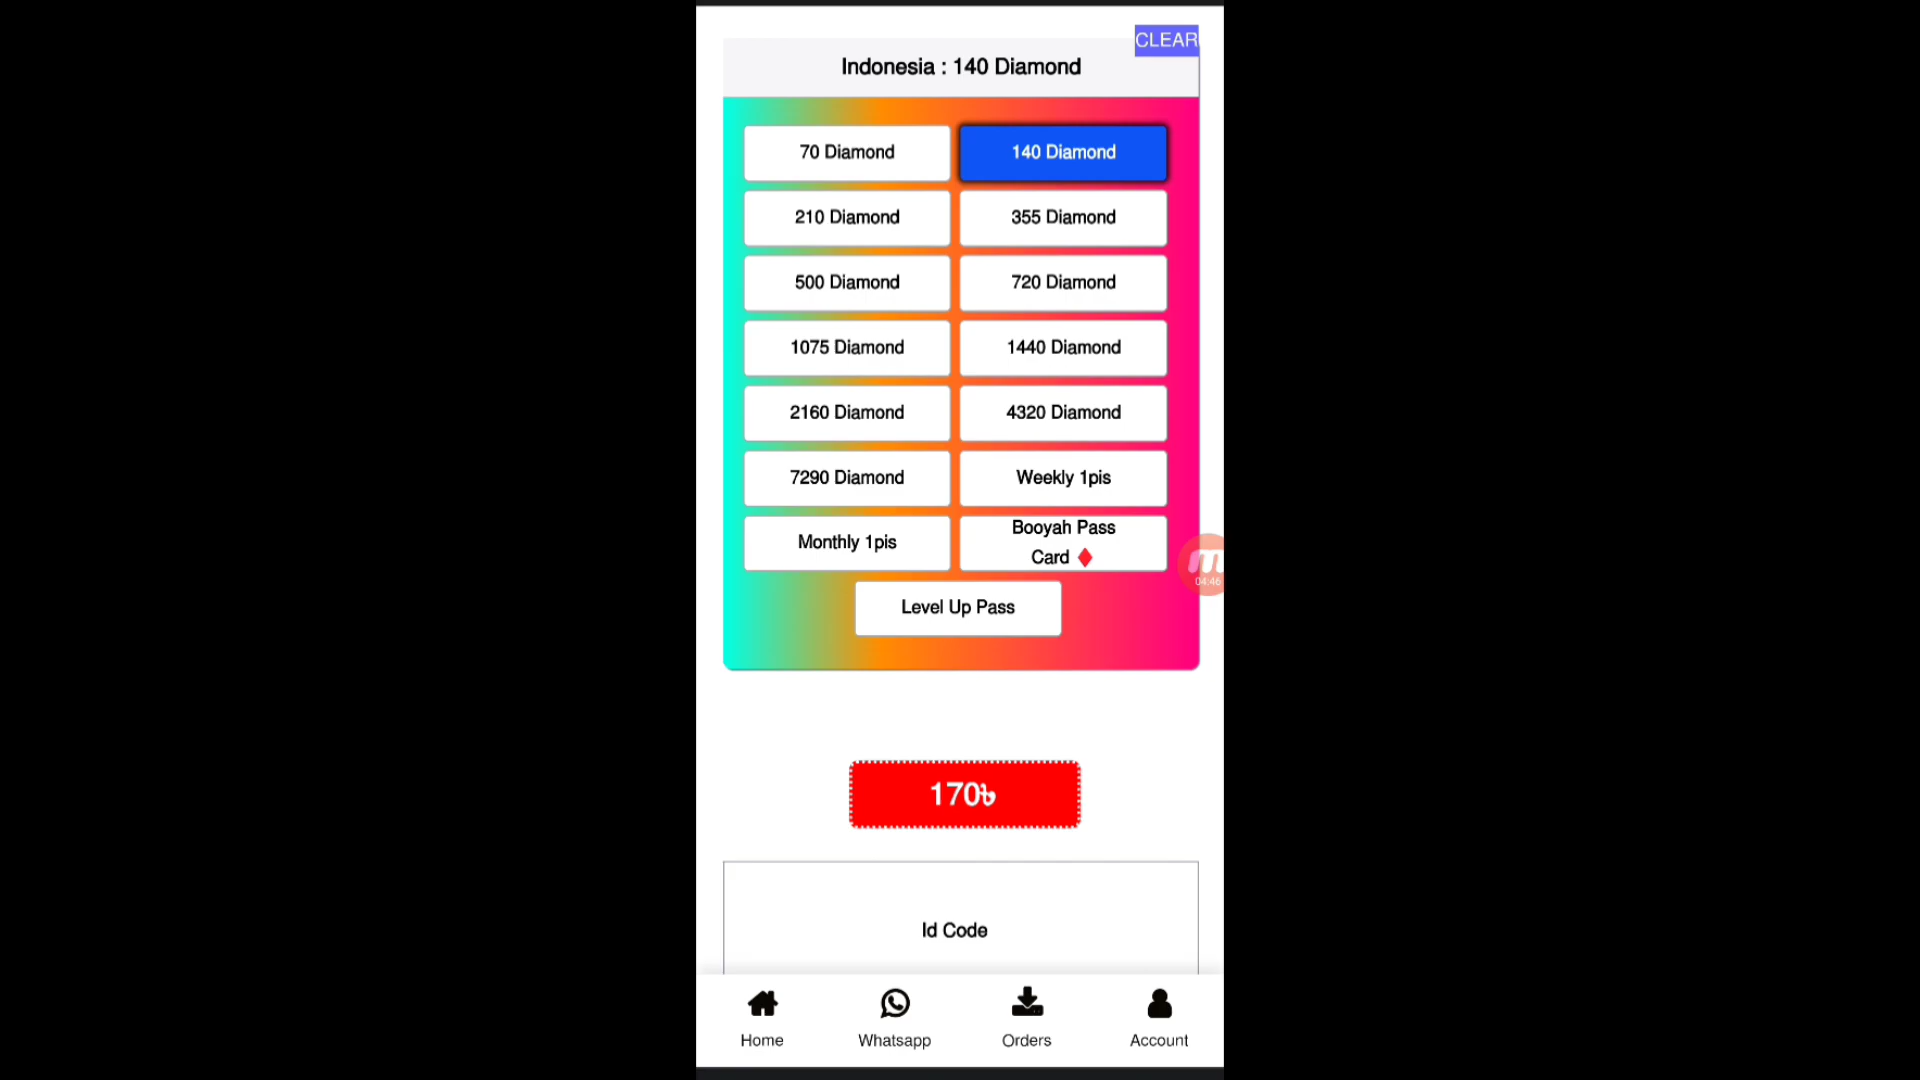 CLEAR
Indonesia : 140 Diamond
70 Diamond
140 Diamond
210 Diamond
355 Diamond
500 Diamond
720 Diamond
1075 Diamond
1440 Diamond
2160 Diamond
4320 Diamond
7290 Diamond
Weekly 1pis
Monthly 1pis
Booyah Pass
Card ♦
04:46
Level Up Pass
170৳
Id Code
Home
Whatsapp
Orders
Account